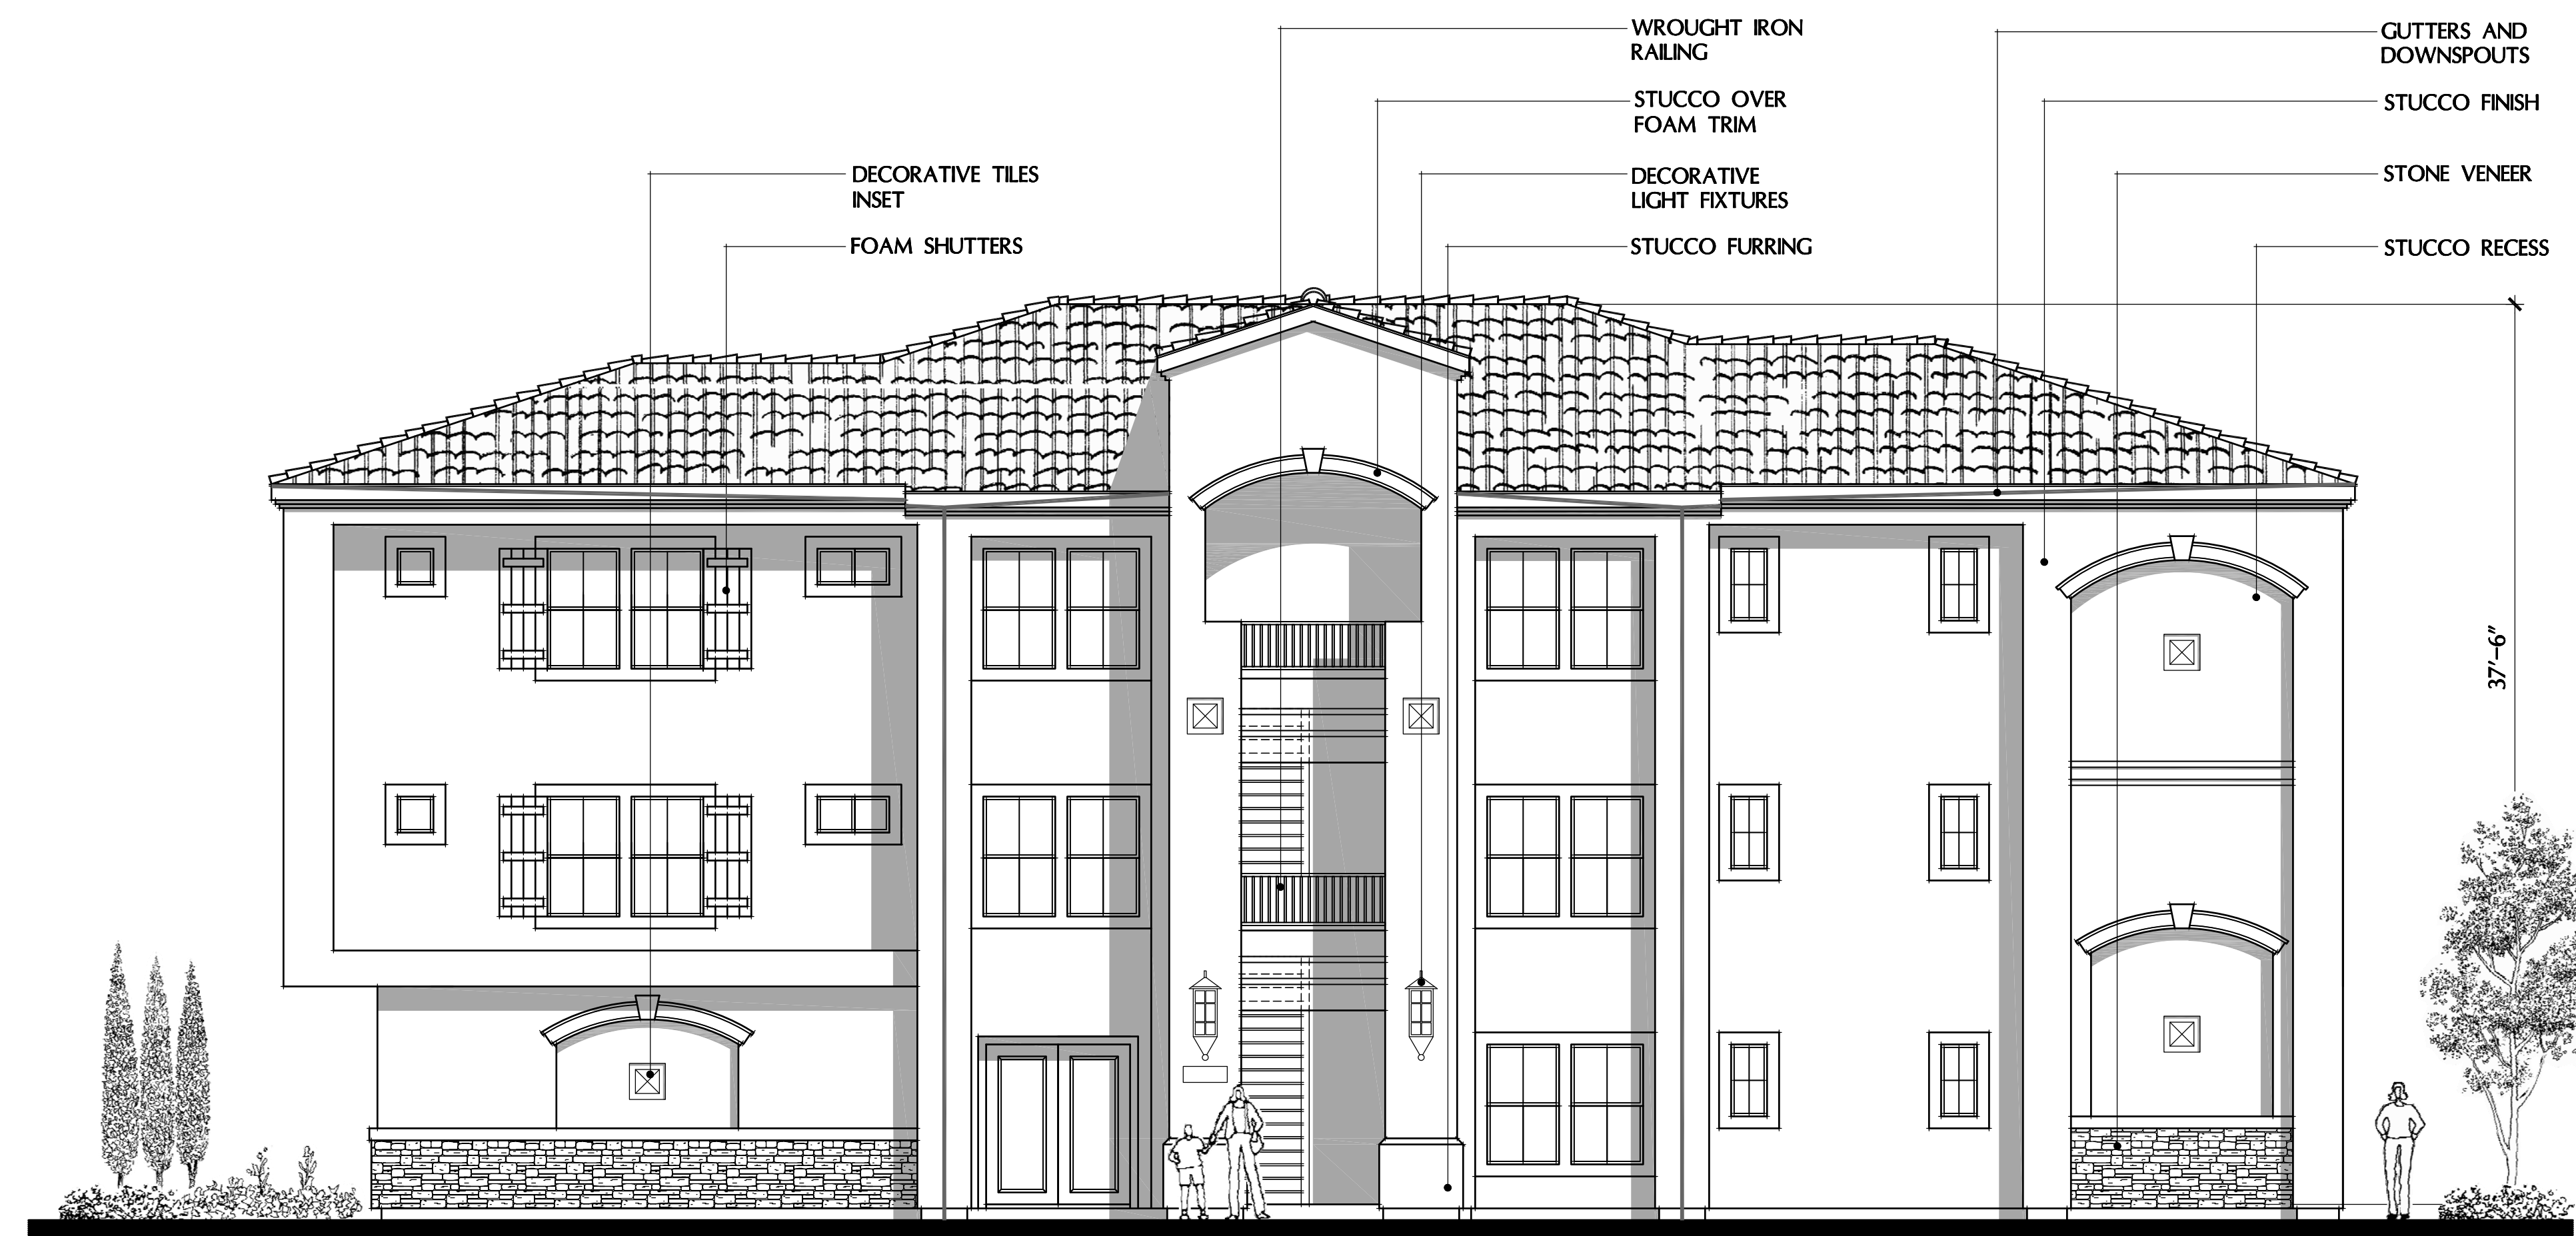 WROUGHT IRON
RAILING
GUTTERS AND
DOWNSPOUTS
STUCCO OVER
FOAM TRIM
STUCCO FINISH
DECORATIVE TILES
INSET
DECORATIVE
LIGHT FIXTURES
STONE VENEER
FOAM SHUTTERS
STUCCO FURRING
STUCCO RECESS
37'-6"